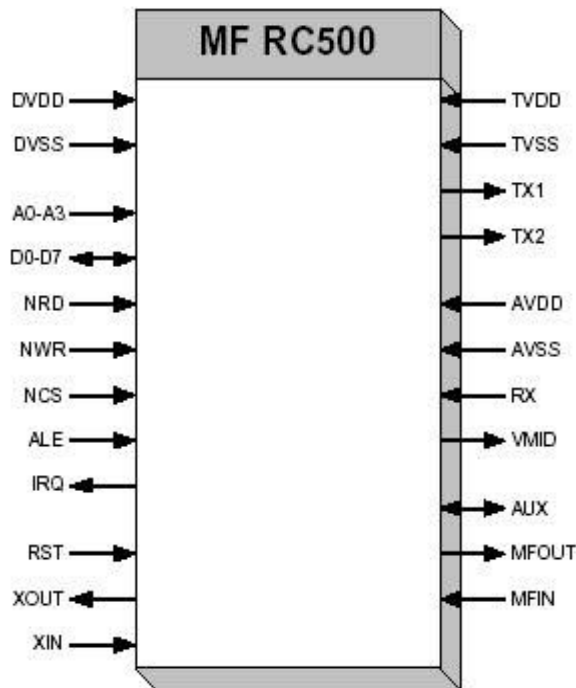 MF RC500
DVDD
DVSS
A0-A3
D0-D7
NRD
NWR
NCS
ALE
IRQ
RST
XOUT
XIN
TVDD
TVSS
TX1
TX2
AVDD
AVSS
RX
VMID
AUX
MFOUT
MFIN